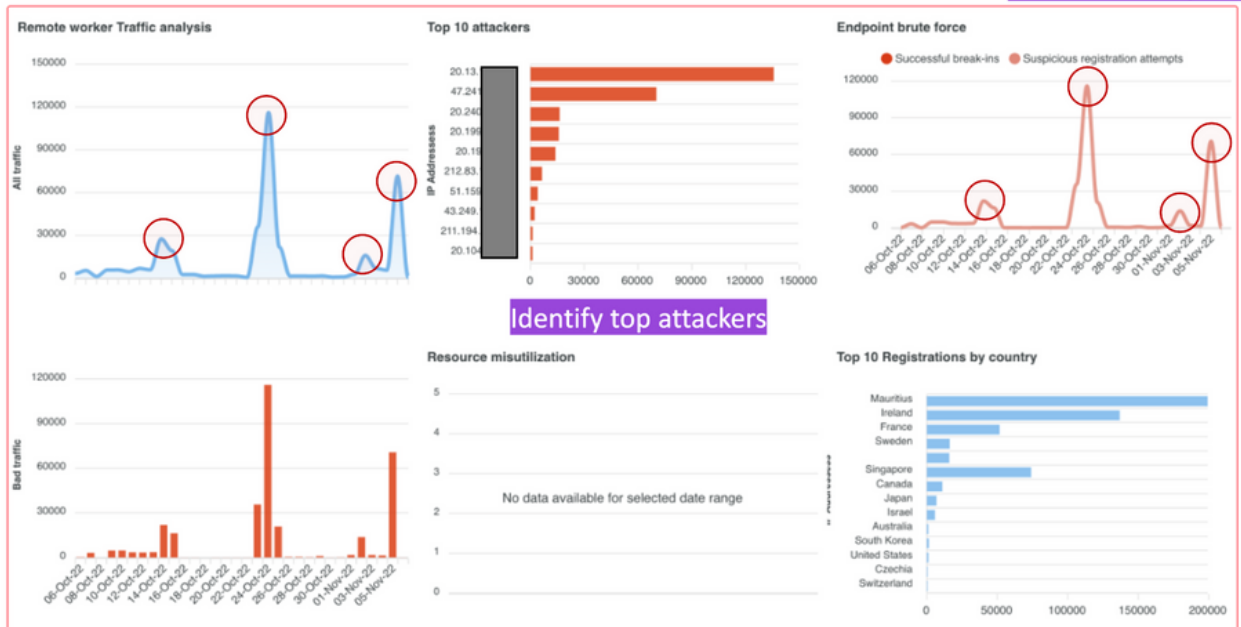 Remote worker Traffic analysis
All traffic
150000
120000
90000
60000
30000
0
Top 10 attackers
IP Addressess
20.13.
47.241
20.240
20.199
20.15
212.83.
51.159
43.249.
211.194.
20.104
0 30000 60000 90000 120000 150000
Identify top attackers
Endpoint brute force
Successful break-ins Suspicious registration attempts
120000
90000
60000
30000
0
06-Oct-22 08-Oct-22 10-Oct-22 12-Oct-22 14-Oct-22 16-Oct-22 18-Oct-22 20-Oct-22 22-Oct-22 24-Oct-22 26-Oct-22 28-Oct-22 30-Oct-22 01-Nov-22 03-Nov-22 05-Nov-22
Bad traffic
120000
90000
60000
30000
0
06-Oct-22 08-Oct-22 10-Oct-22 12-Oct-22 14-Oct-22 16-Oct-22 18-Oct-22 20-Oct-22 22-Oct-22 24-Oct-22 26-Oct-22 28-Oct-22 30-Oct-22 01-Nov-22 03-Nov-22 05-Nov-22
Resource misutilization
5
4
3
2
1
0
No data available for selected date range
Top 10 Registrations by country
Mauritius
Ireland
France
Sweden
Singapore
Canada
Japan
Israel
Australia
South Korea
United States
Czechia
Switzerland
0 50000 100000 150000 200000